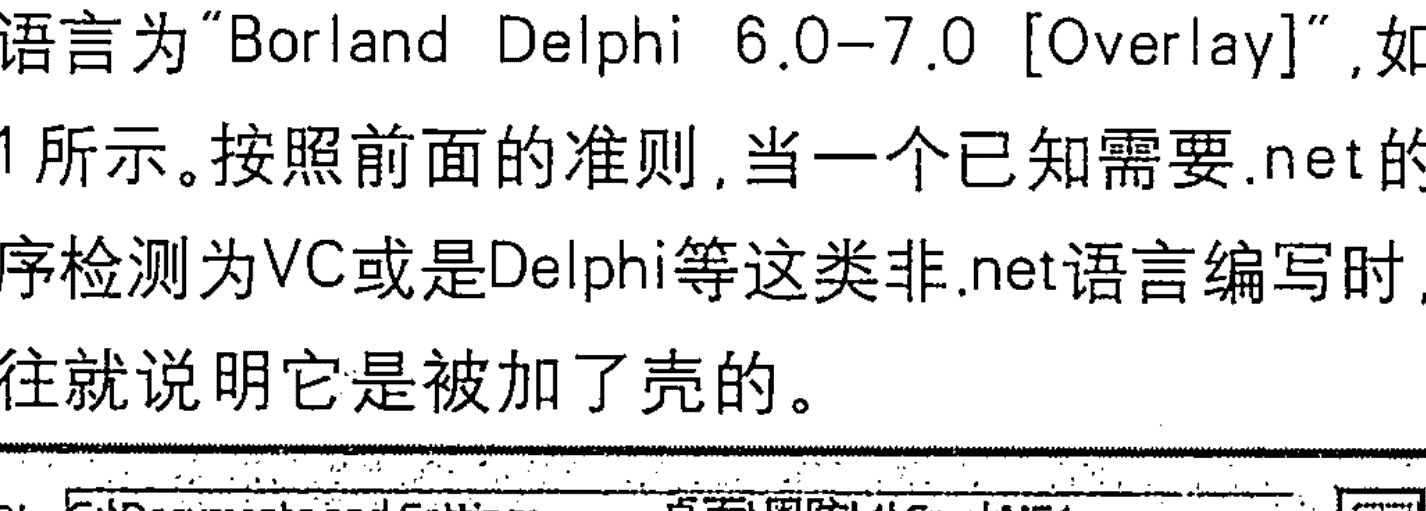 语言为“Borland Delphi 6.0-7.0 [Overlay]”,如
1 所示。按照前面的准则,当一个已知需要.net的
序检测为VC或是Delphi等这类非.net语言编写时,
往就说明它是被加了壳的。